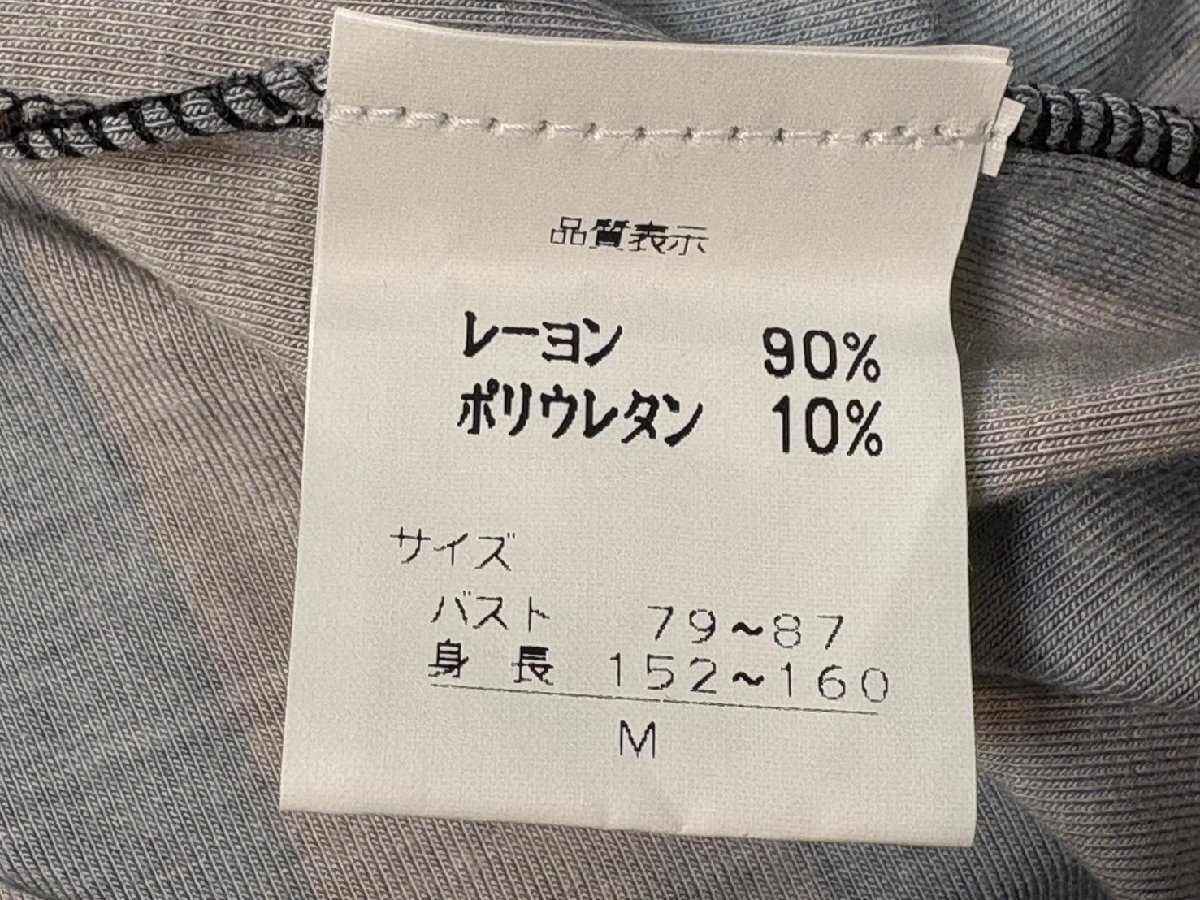 品質表示
レーヨン 90%
ポリウレタン 10%
サイズ
バスト 79~87
身長 152~160
M